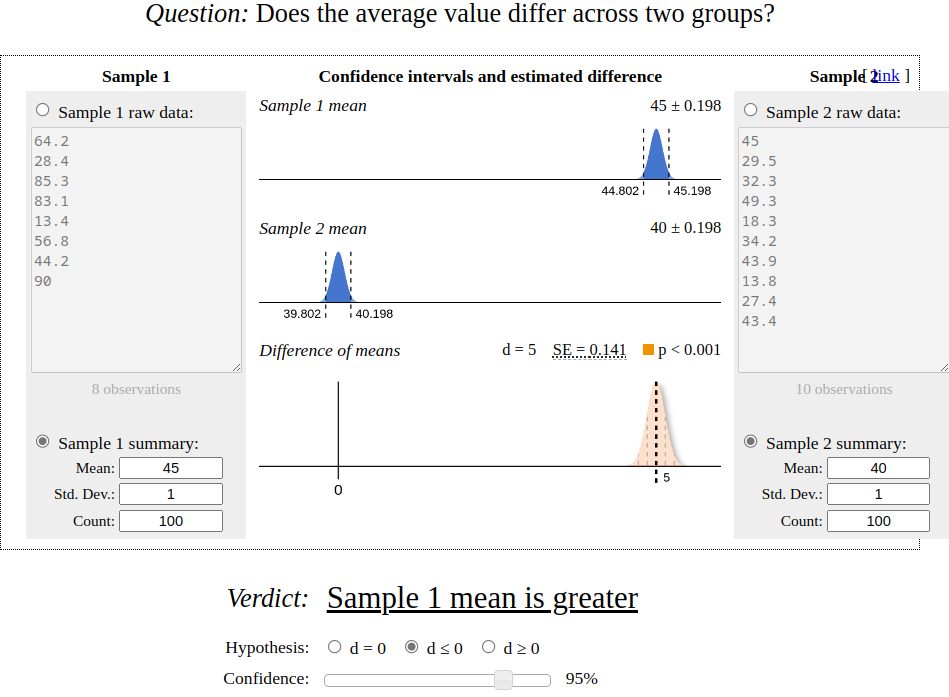 Question: Does the average value differ across two groups?
Sample 1
Confidence intervals and estimated difference
Sample 2
[ link ]
Sample 1 raw data:
64.2
28.4
85.3
83.1
13.4
56.8
44.2
90
8 observations
Sample 1 summary:
Mean: 45
Std. Dev.: 1
Count: 100
Sample 1 mean 45 ± 0.198
44.802 45.198
Sample 2 mean 40 ± 0.198
39.802 40.198
Difference of means d = 5 SE = 0.141 p < 0.001
0 5
Sample 2 raw data:
45
29.5
32.3
49.3
18.3
34.2
43.9
13.8
27.4
43.4
10 observations
Sample 2 summary:
Mean: 40
Std. Dev.: 1
Count: 100
Verdict: Sample 1 mean is greater
Hypothesis: d = 0 d ≤ 0 d ≥ 0
Confidence: 95%